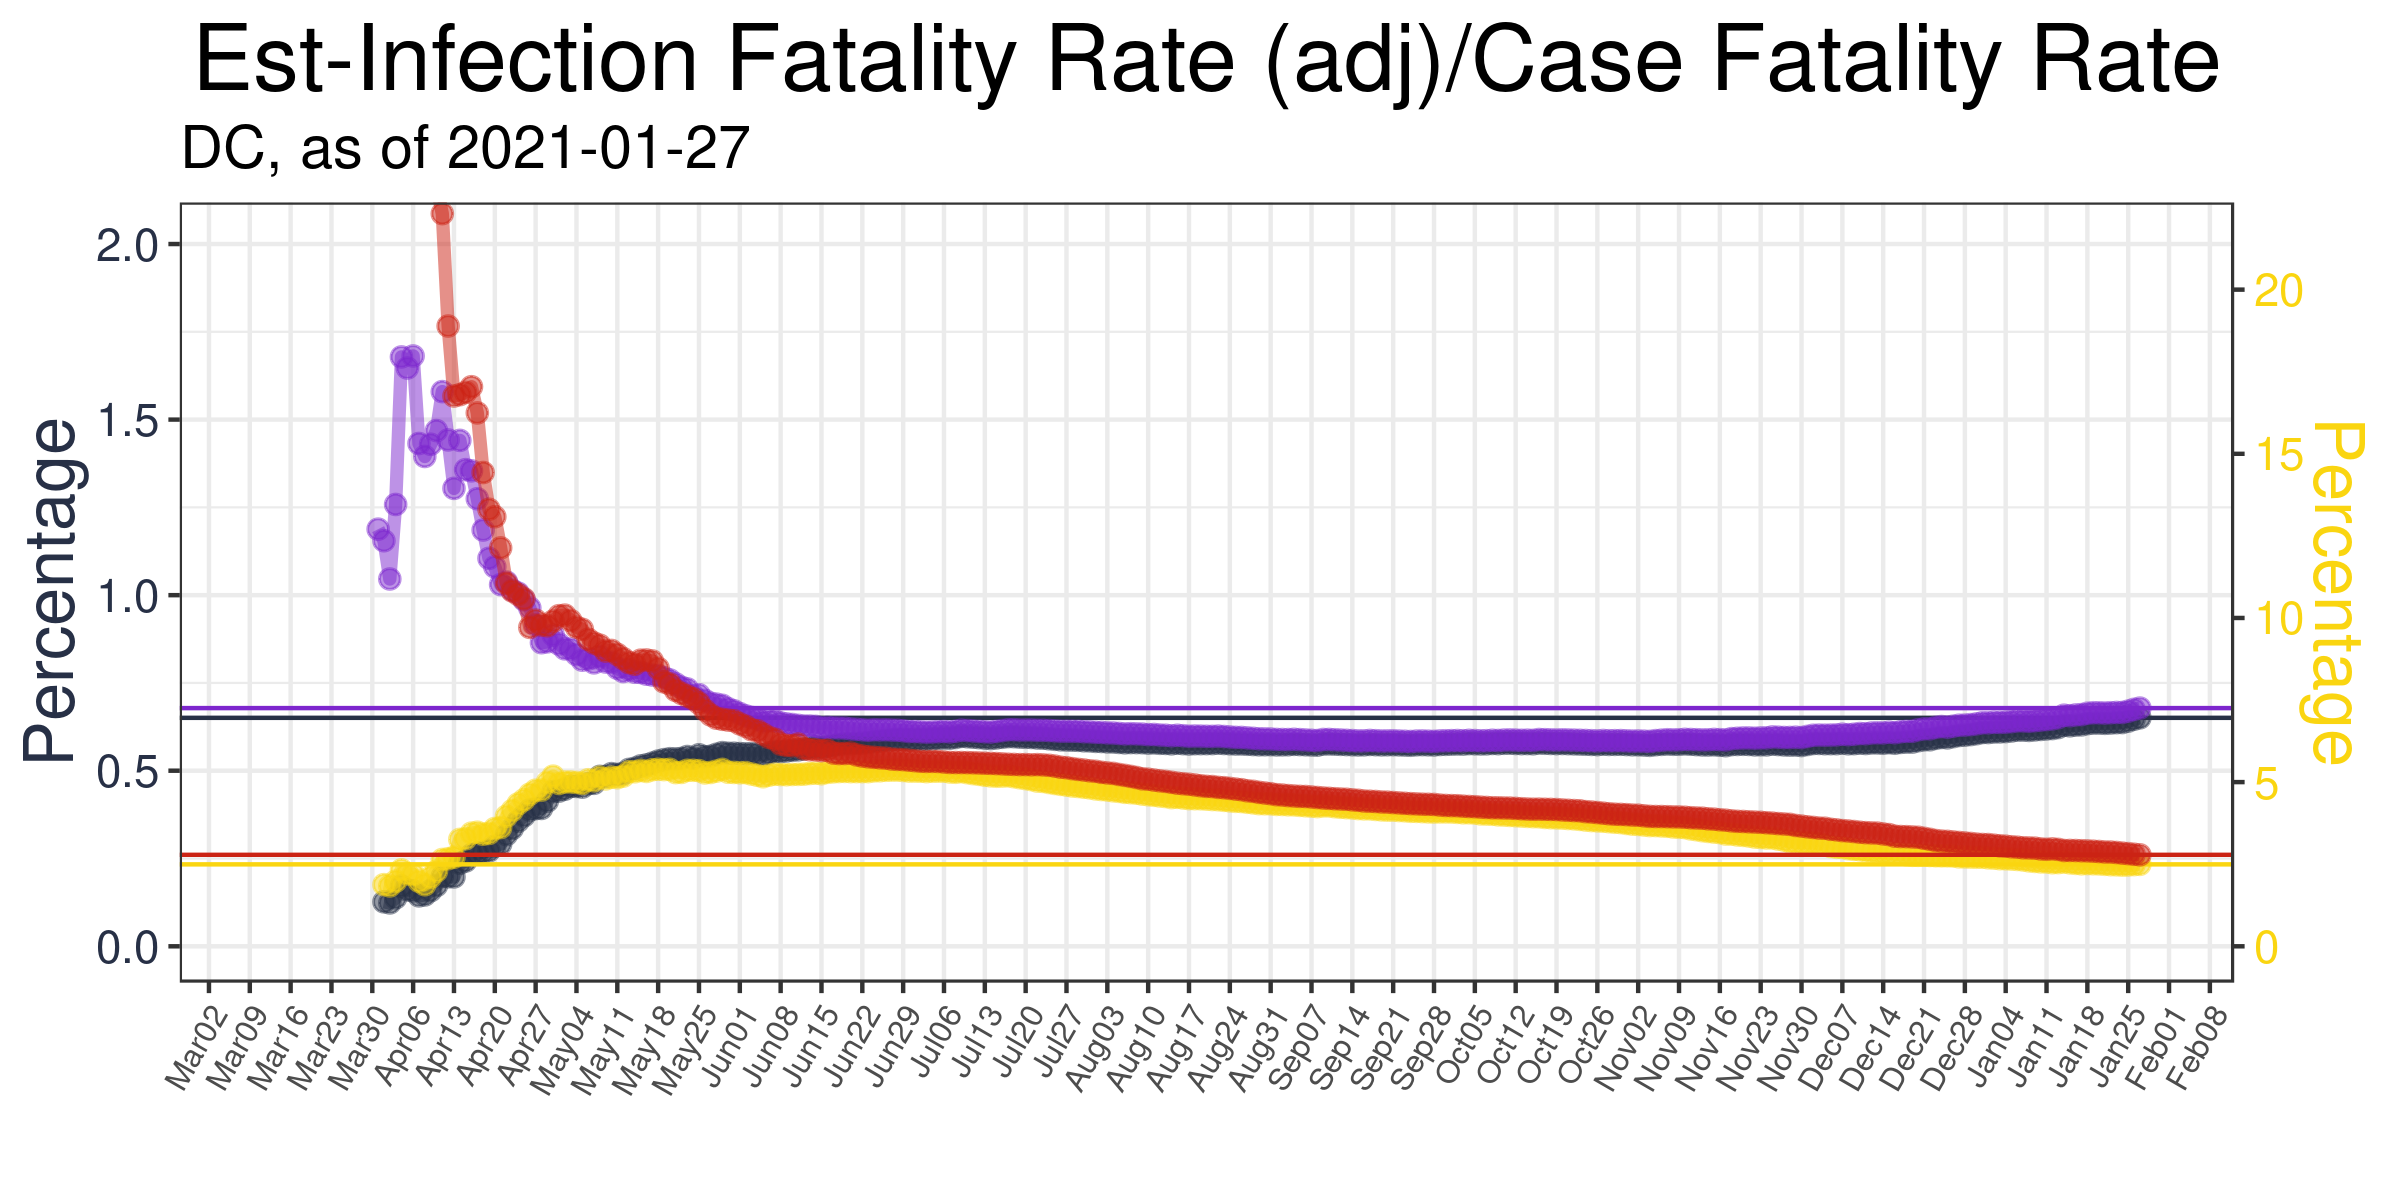 Est-Infection Fatality Rate (adj)/Case Fatality Rate
DC, as of 2021-01-27
Percentage
2.0
1.5
1.0
0.5
0.0
20
15
10
5
0
Percentage
Mar02
Mar09
Mar16
Mar23
Mar30
Apr06
Apr13
Apr20
Apr27
May04
May11
May18
May25
Jun01
Jun08
Jun15
Jun22
Jun29
Jul06
Jul13
Jul20
Jul27
Aug03
Aug10
Aug17
Aug24
Aug31
Sep07
Sep14
Sep21
Sep28
Oct05
Oct12
Oct19
Oct26
Nov02
Nov09
Nov16
Nov23
Nov30
Dec07
Dec14
Dec21
Dec28
Jan04
Jan11
Jan18
Jan25
Feb01
Feb08